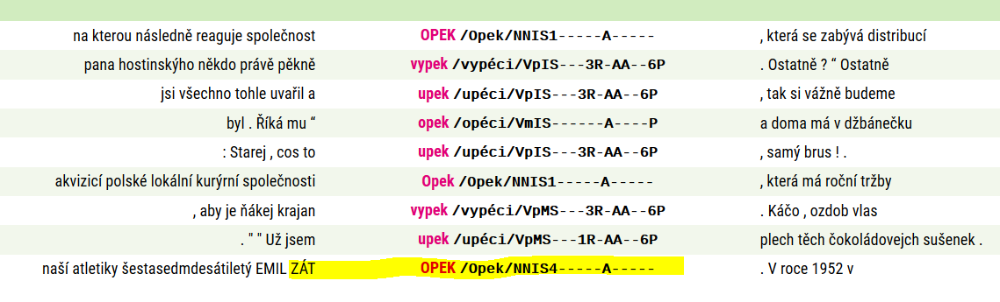 na kterou následně reaguje společnost OPEK /Opek/NNIS1-----A----- , která se zabývá distribucí
pana hostinskýho někdo právě pěkně vypek /vypéci/VpIS---3R-AA--6P . Ostatně ? “ Ostatně
jsi všechno tohle uvařil a upek /upéci/VpIS---3R-AA--6P , tak si vážně budeme
byl . Říká mu “ opek /opéci/VmIS------A----P a doma má v džbánečku
: Starej , cos to upek /upéci/VpIS---3R-AA--6P , samý brus ! .
akvizicí polské lokální kurýrní společnosti Opek /Opek/NNIS1-----A----- , která má roční tržby
, aby je ňákej krajan vypek /vypéci/VpMS---3R-AA--6P . Káčo , ozdob vlas
. " " Už jsem upek /upéci/VpMS---1R-AA--6P plech těch čokoládovejch sušenek .
naší atletiky šestasedmdesátiletý EMIL ZÁT OPEK /Opek/NNIS4-----A----- . V roce 1952 v